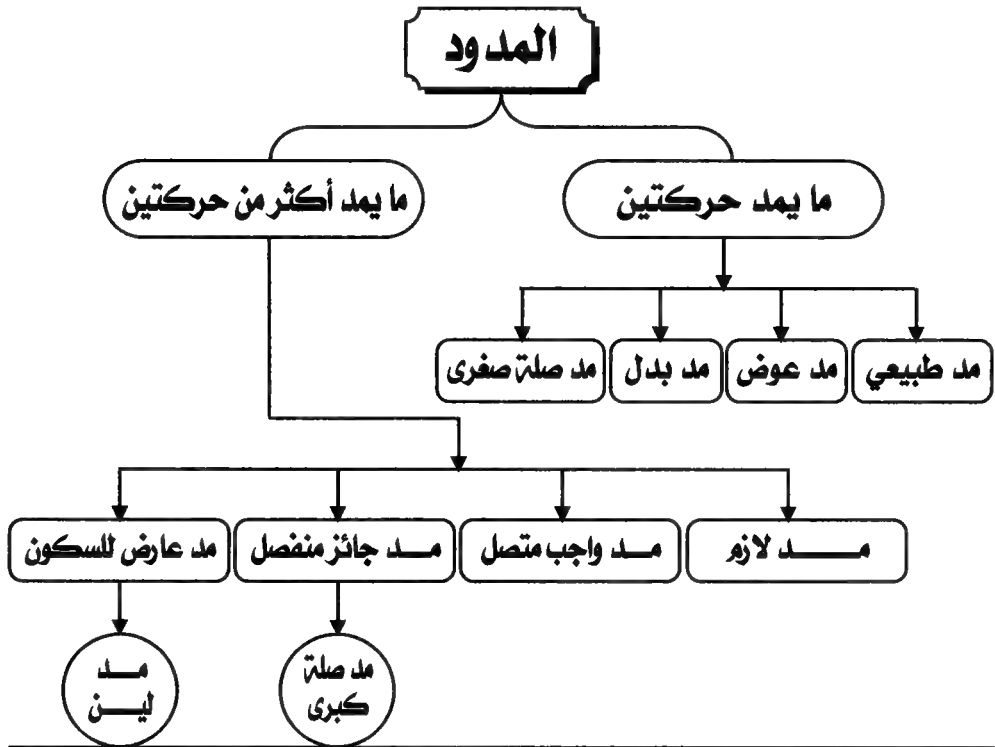 المدود
ما يمد حركتين
ما يمد أكثر من حركتين
مد طبيعي
مد عوض
مد بدل
مد صلة صغرى
مد لازم
مد واجب متصل
مد جائز منفصل
مد عارض للسكون
مد صلة
كبرى
مد
لين